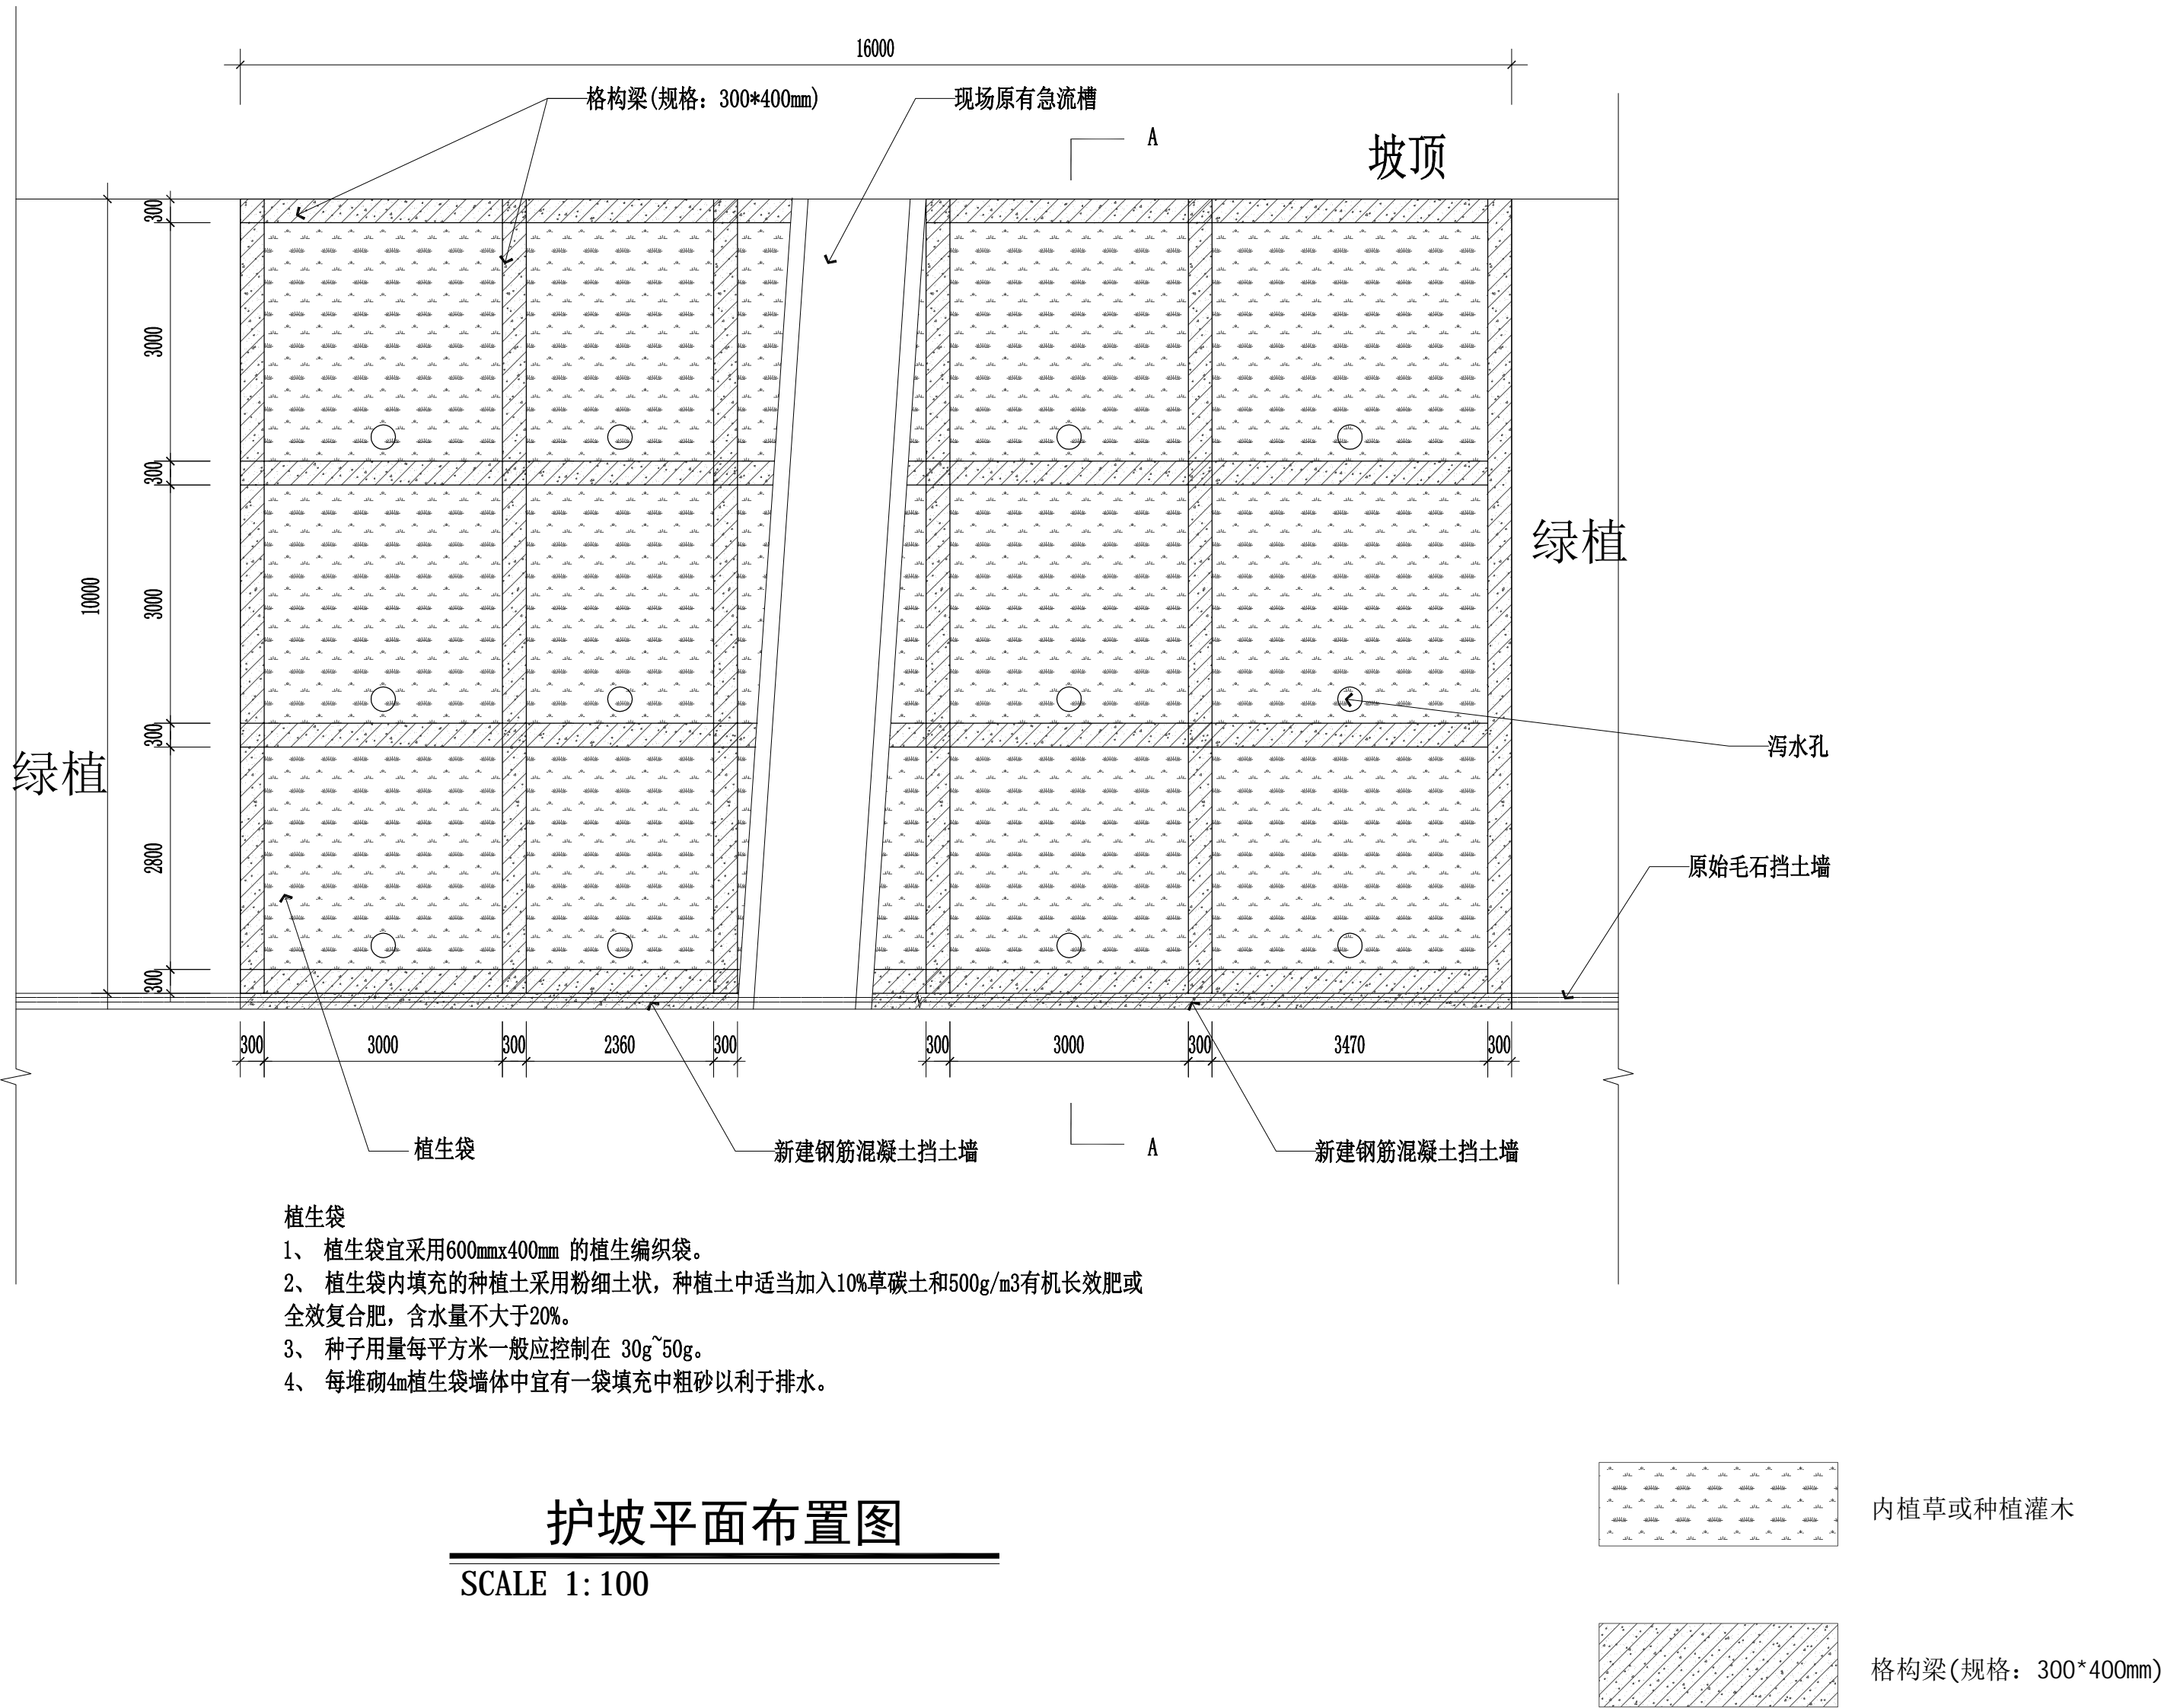 16000
格构梁(规格：300*400mm)
现场原有急流槽
A
坡顶
300
3000
300
10000
3000
300
2800
300
绿植
绿植
泻水孔
原始毛石挡土墙
300 3000 300 2360 300 300 3000 300 3470 300
植生袋
新建钢筋混凝土挡土墙
A
新建钢筋混凝土挡土墙
植生袋
1、 植生袋宜采用600mmx400mm 的植生编织袋。
2、 植生袋内填充的种植土采用粉细土状，种植土中适当加入10%草碳土和500g/m3有机长效肥或
全效复合肥，含水量不大于20%。
3、 种子用量每平方米一般应控制在 30g~50g。
4、 每堆砌4m植生袋墙体中宜有一袋填充中粗砂以利于排水。
护坡平面布置图
SCALE 1:100
内植草或种植灌木
格构梁(规格：300*400mm)